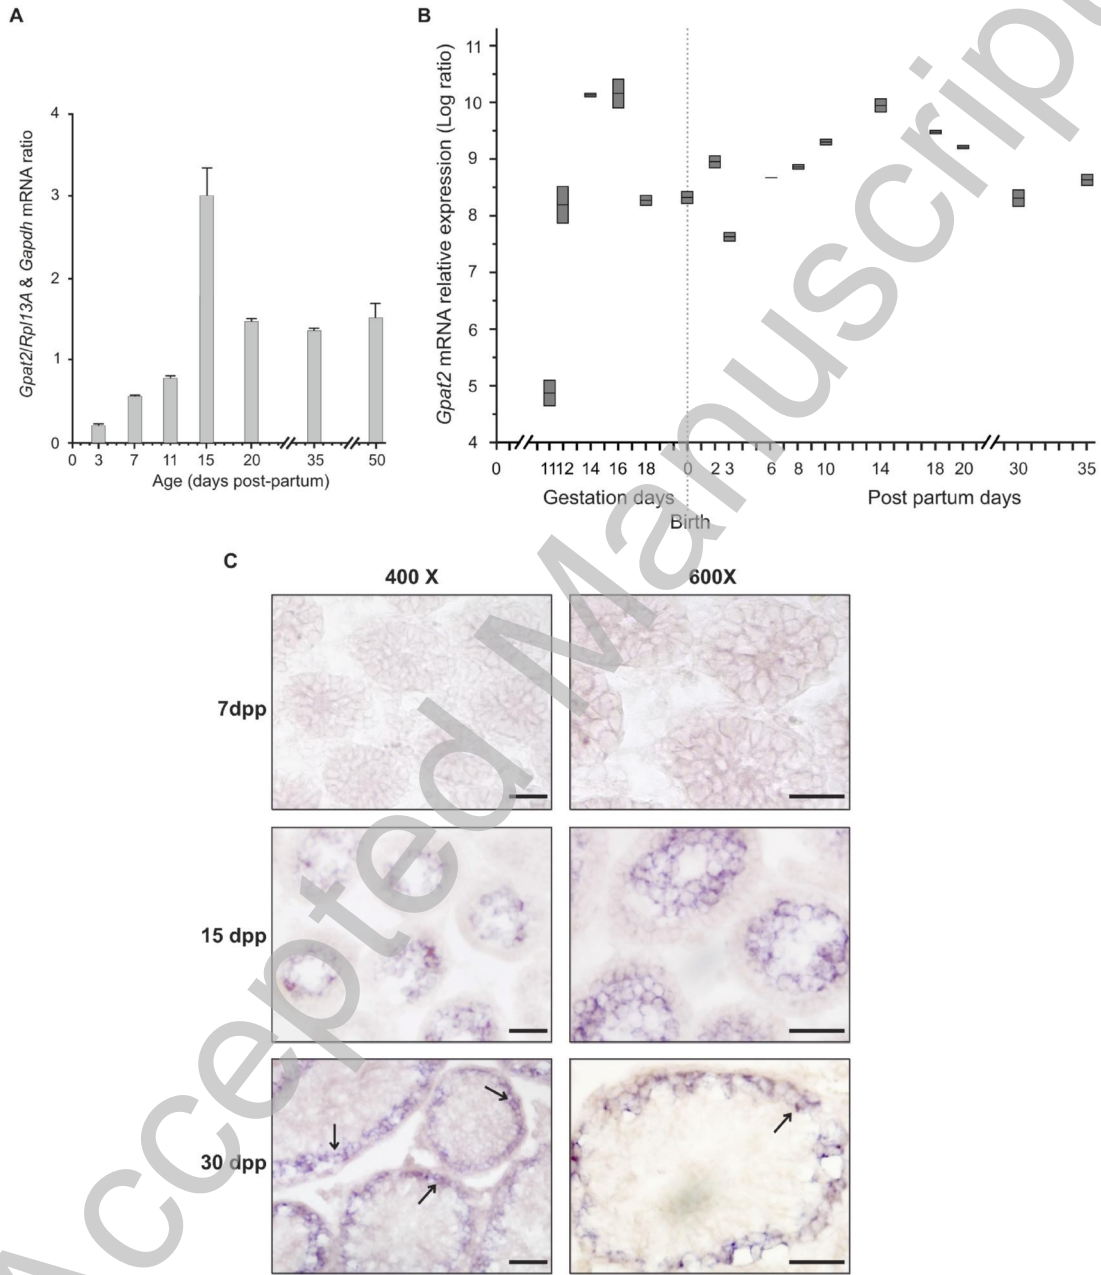 A
Gpat2/Rpl13A & Gapdh mRNA ratio
4
3
2
1
0
0 3 7 11 15 20 35 50
Age (days post-partum)
B
Gpat2 mRNA relative expression (Log ratio)
11
10
9
8
7
6
5
4
0 11 12 14 16 18 0 2 3 6 8 10 14 18 20 30 35
Gestation days Post partum days
Birth
C
400 X 600X
7dpp
15 dpp
30 dpp
Accepted Manuscript